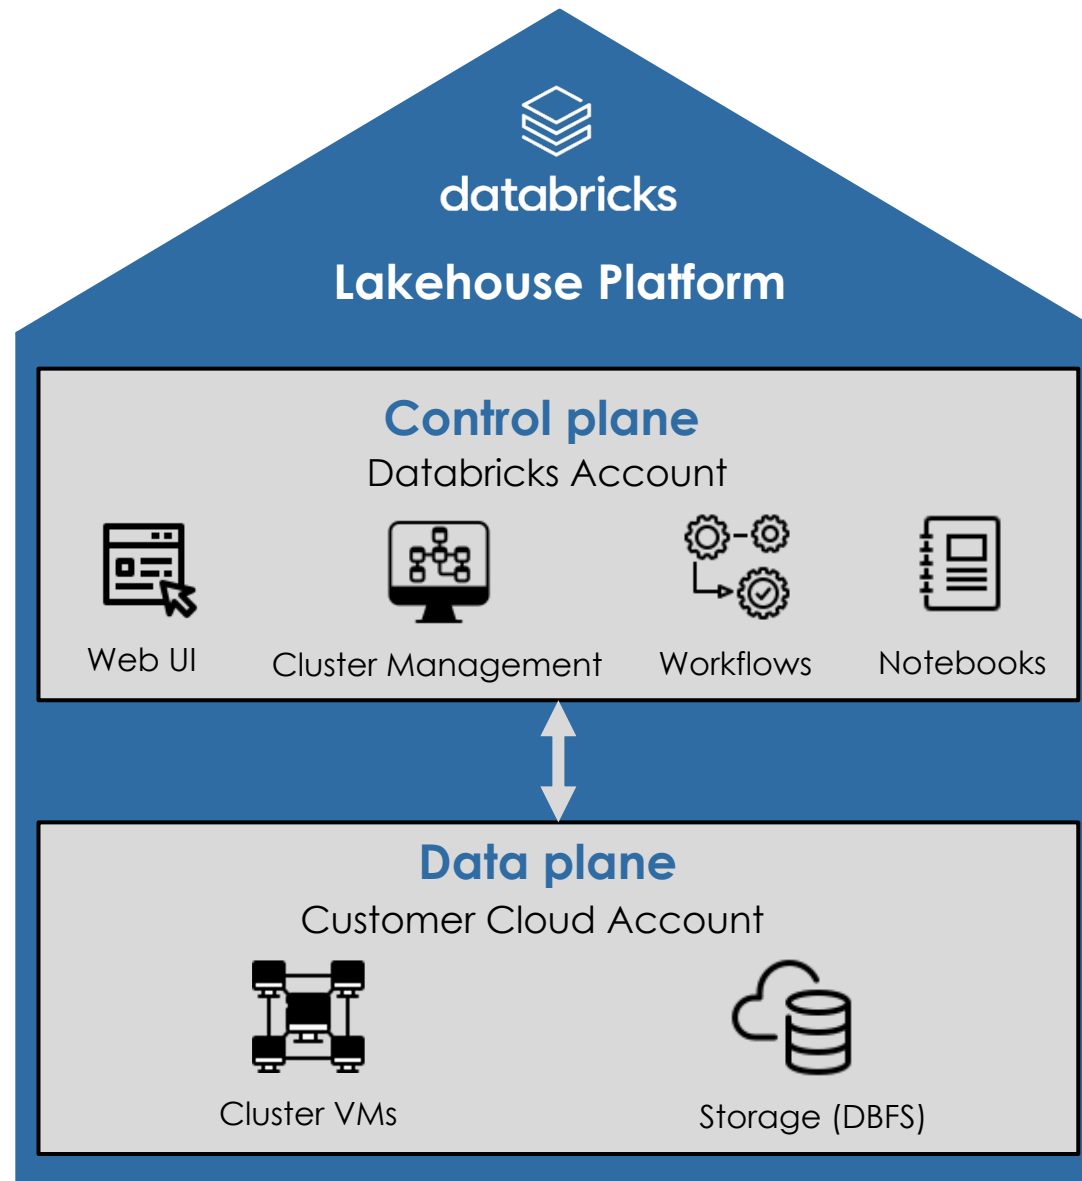 databricks
Lakehouse Platform
Control plane
Databricks Account
Web UI
Cluster Management
Workflows
Notebooks
Data plane
Customer Cloud Account
Cluster VMs
Storage (DBFS)